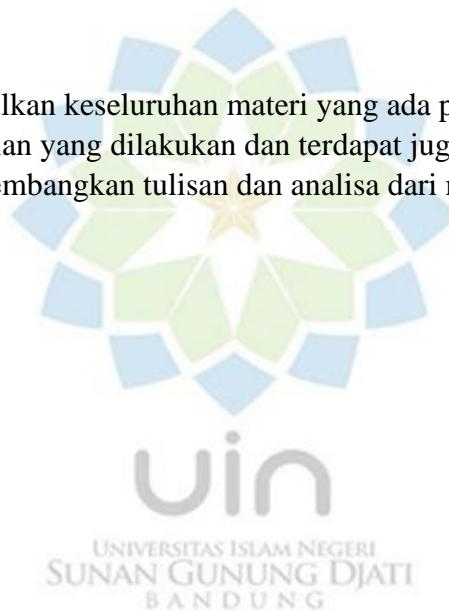 lkan keseluruhan materi yang ada p
an yang dilakukan dan terdapat jug
embangkan tulisan dan analisa dari
uin
UNIVERSITAS ISLAM NEGERI
SUNAN GUNUNG DJATI
BANDUNG